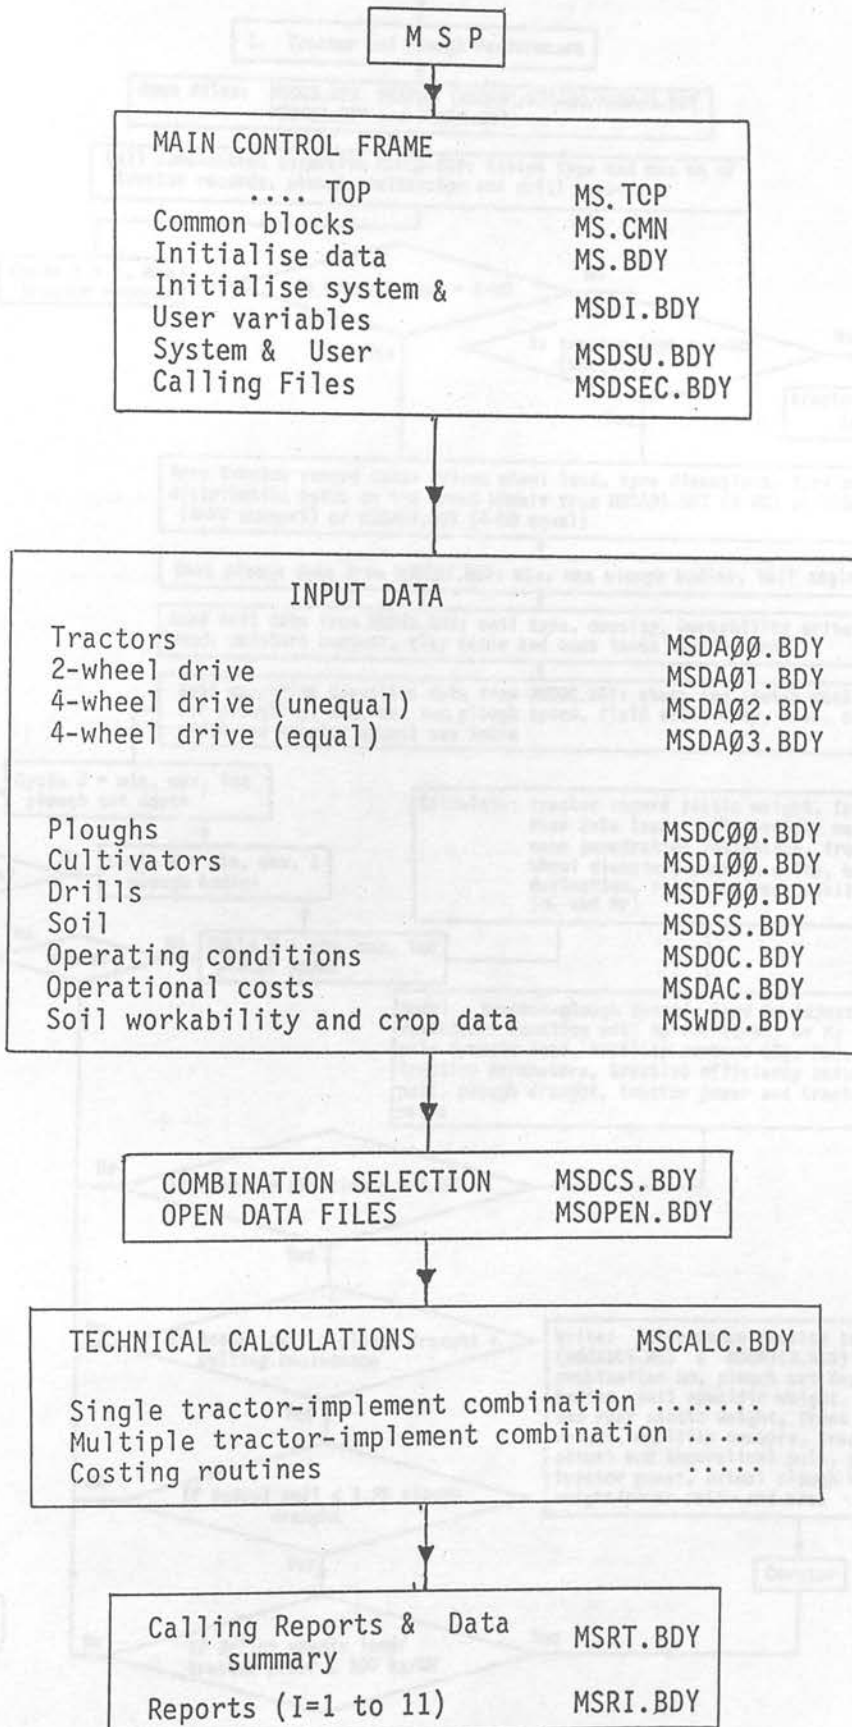 M S P
MAIN CONTROL FRAME
.... TOP MS.TCP
Common blocks MS.CMN
Initialise data MS.BDY
Initialise system &
User variables MSDI.BDY
System & User MSDSU.BDY
Calling Files MSDSEC.BDY
INPUT DATA
Tractors MSDAØØ.BDY
2-wheel drive MSDAØ1.BDY
4-wheel drive (unequal) MSDAØ2.BDY
4-wheel drive (equal) MSDAØ3.BDY
Ploughs MSDCØØ.BDY
Cultivators MSDIØØ.BDY
Drills MSDFØØ.BDY
Soil MSDSS.BDY
Operating conditions MSDOC.BDY
Operational costs MSDAC.BDY
Soil workability and crop data MSWDD.BDY
COMBINATION SELECTION MSDCS.BDY
OPEN DATA FILES MSOPEN.BDY
TECHNICAL CALCULATIONS MSCALC.BDY
Single tractor-implement combination .......
Multiple tractor-implement combination ......
Costing routines ......
Calling Reports & Data
summary MSRT.BDY
Reports (I=1 to 11) MSRI.BDY